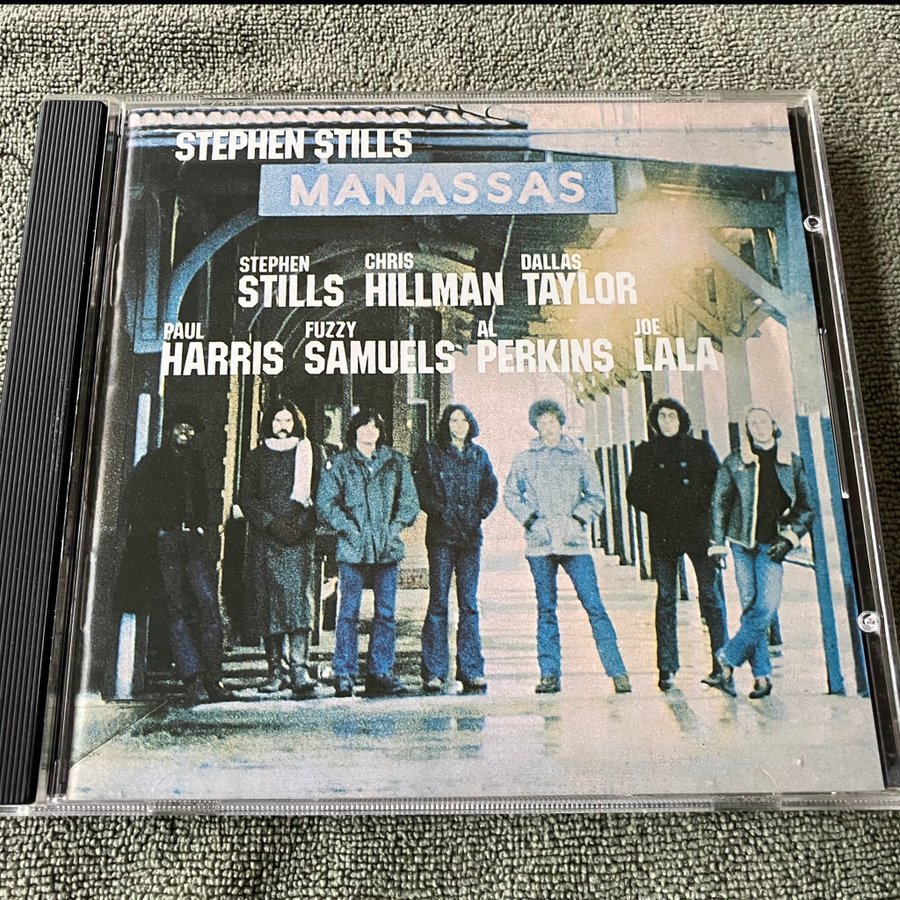 STEPHEN STILLS
MANASSAS
STEPHEN CHRIS DALLAS
STILLS HILLMAN TAYLOR
PAUL FUZZY AL JOE
HARRIS SAMUELS PERKINS LALA